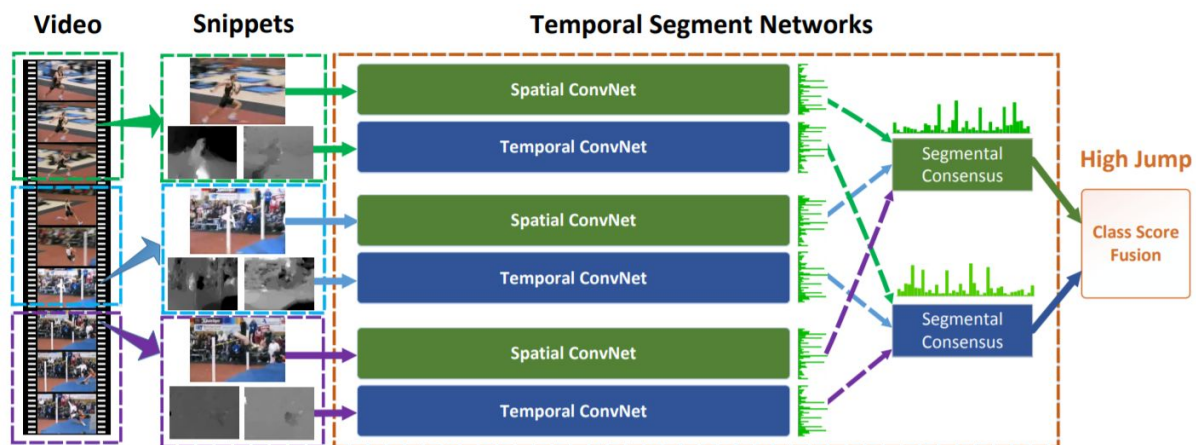 Video
Snippets
Temporal Segment Networks
Spatial ConvNet
Temporal ConvNet
Spatial ConvNet
Temporal ConvNet
Spatial ConvNet
Temporal ConvNet
Segmental
Consensus
Segmental
Consensus
High Jump
Class Score
Fusion